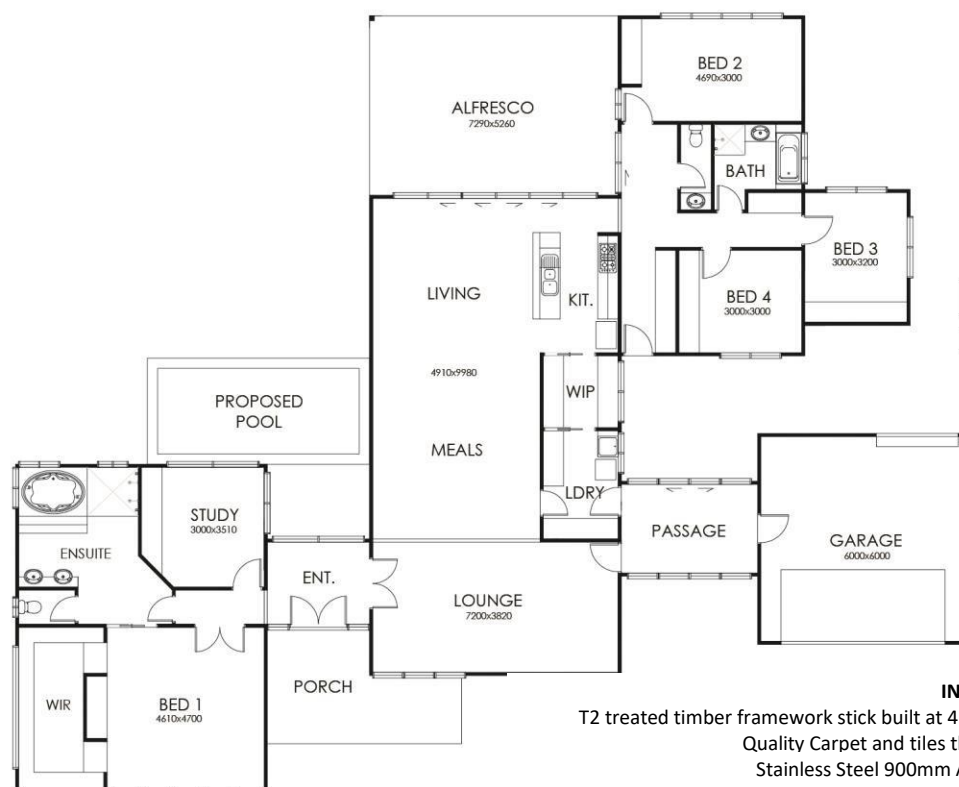 BED 2
4690x3000
ALFRESCO
7290x5260
BATH
BED 3
3000x3200
LIVING
KIT.
BED 4
3000x3000
4910x9980
WIP
PROPOSED
POOL
MEALS
STUDY
3000x3510
LDRY
PASSAGE
GARAGE
6000x6000
ENSUITE
ENT.
LOUNGE
7200x3820
WIR
BED 1
4610x4700
PORCH
IN
T2 treated timber framework stick built at 4
Quality Carpet and tiles ti
Stainless Steel 900mm A